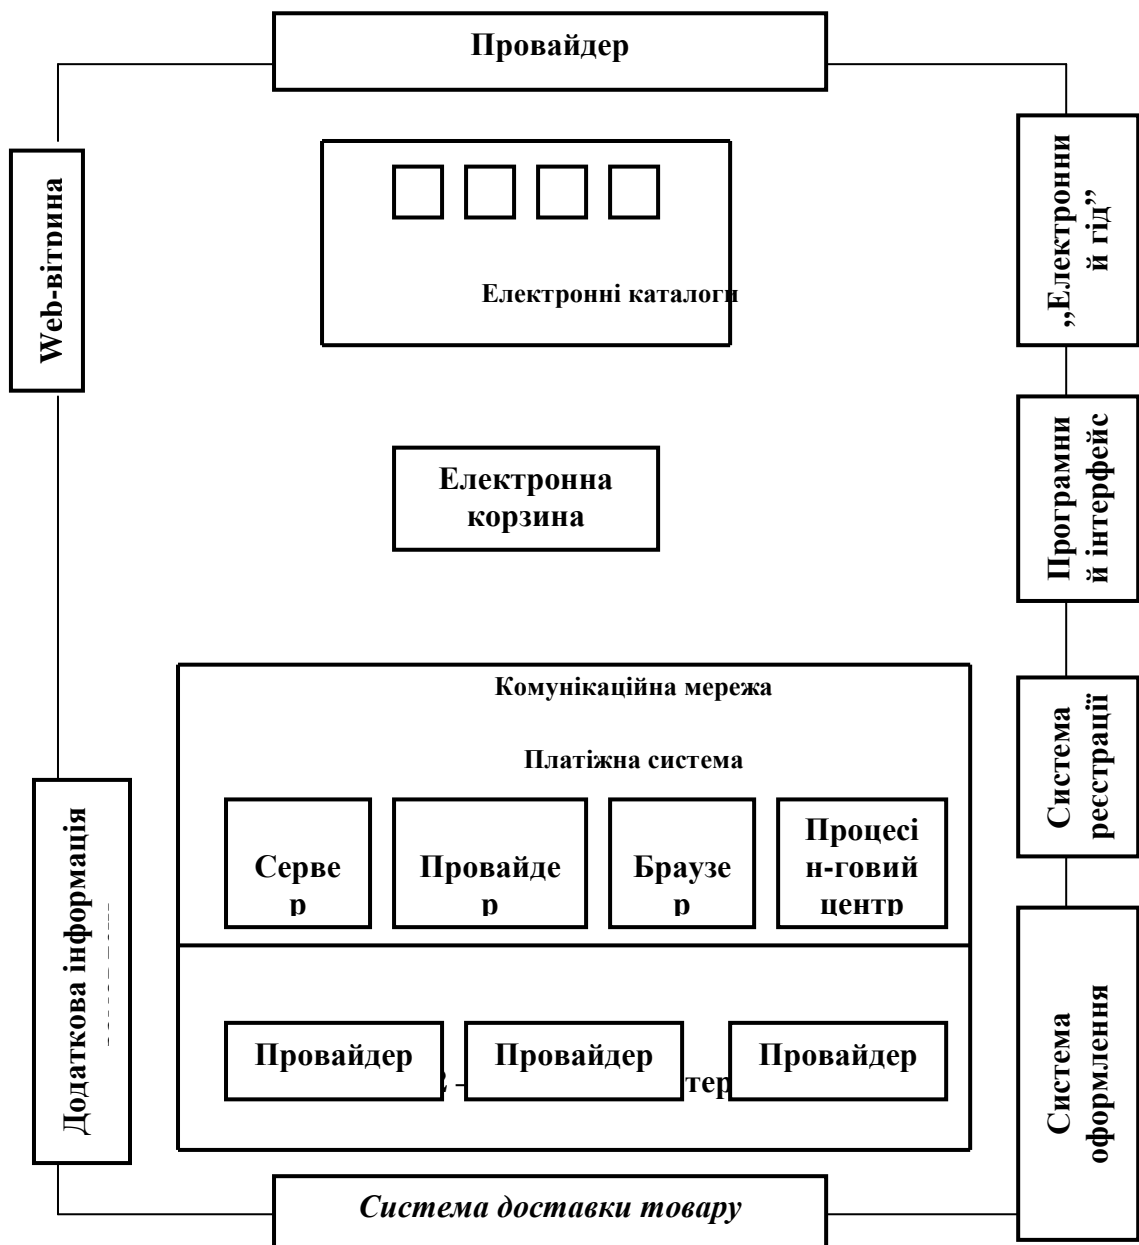 Провайдер
Web-вітрина
„Електронни
й гід”
Електронні каталоги
Програмни
й інтерфейс
Електронна
корзина
Комунікаційна мережа
Платіжна система
Система
реєстрації
Серве
р
Провайде
р
Браузе
р
Процесі
н-говий
центр
Додаткова інформація
Система
оформлення
Провайдер
Провайдер
Провайдер
– тер
Система доставки товару